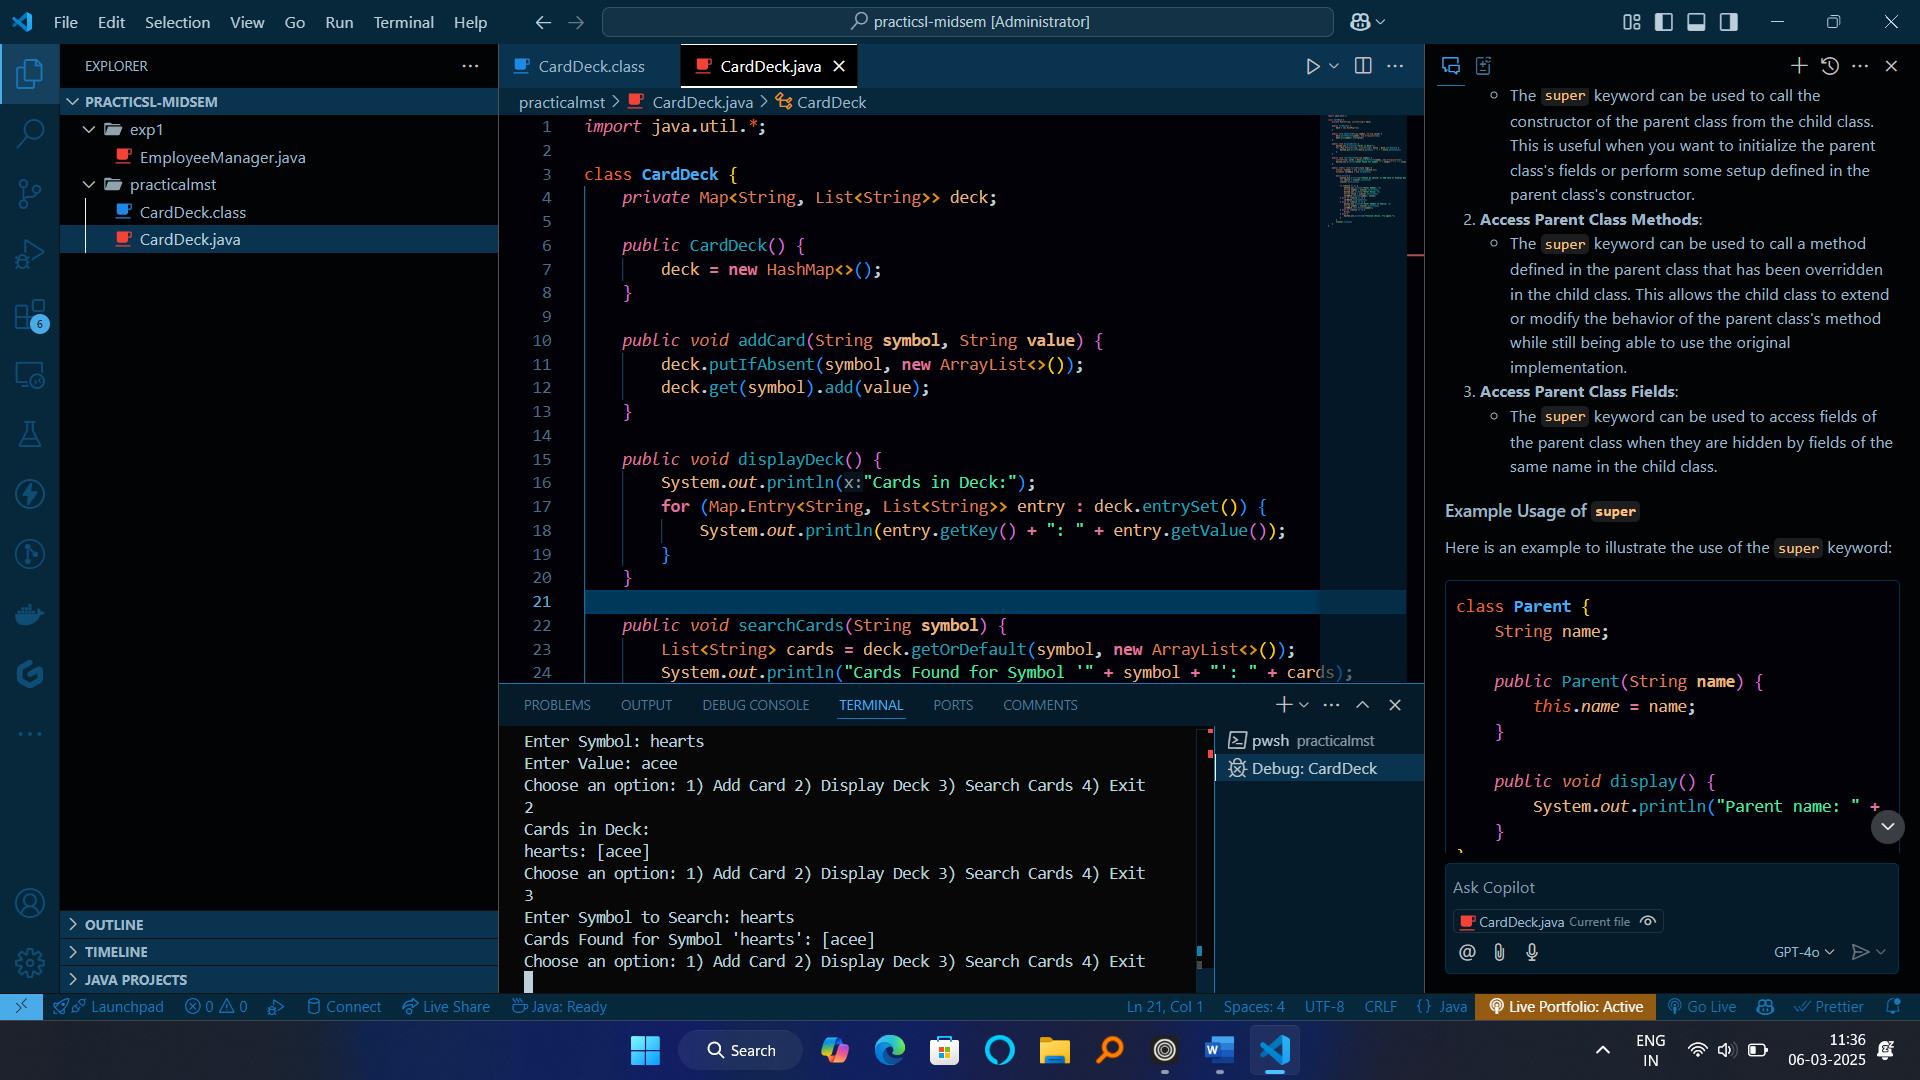 File Edit Selection View Go Run Terminal Help
practicsl-midsem [Administrator]
EXPLORER
PRACTICSL-MIDSEM
exp1
EmployeeManager.java
practicalmst
CardDeck.class
CardDeck.java
6
OUTLINE
TIMELINE
JAVA PROJECTS
CardDeck.class
CardDeck.java
practicalmst > CardDeck.java > CardDeck
1 import java.util.*;
2
3 class CardDeck {
4 private Map<String, List<String>> deck;
5
6 public CardDeck() {
7 deck = new HashMap<>();
8 }
9
10 public void addCard(String symbol, String value) {
11 deck.putIfAbsent(symbol, new ArrayList<>());
12 deck.get(symbol).add(value);
13 }
14
15 public void displayDeck() {
16 System.out.println(x:"Cards in Deck:");
17 for (Map.Entry<String, List<String>> entry : deck.entrySet()) {
18 System.out.println(entry.getKey() + ": " + entry.getValue());
19 }
20 }
21
22 public void searchCards(String symbol) {
23 List<String> cards = deck.getOrDefault(symbol, new ArrayList<>());
24 System.out.println("Cards Found for Symbol '" + symbol + "': " + cards);
PROBLEMS OUTPUT DEBUG CONSOLE TERMINAL PORTS COMMENTS
Enter Symbol: hearts
Enter Value: acee
Choose an option: 1) Add Card 2) Display Deck 3) Search Cards 4) Exit
2
Cards in Deck:
hearts: [acee]
Choose an option: 1) Add Card 2) Display Deck 3) Search Cards 4) Exit
3
Enter Symbol to Search: hearts
Cards Found for Symbol 'hearts': [acee]
Choose an option: 1) Add Card 2) Display Deck 3) Search Cards 4) Exit
pwsh practicalmst
Debug: CardDeck
The super keyword can be used to call the
constructor of the parent class from the child class.
This is useful when you want to initialize the parent
class's fields or perform some setup defined in the
parent class's constructor.
2. Access Parent Class Methods:
The super keyword can be used to call a method
defined in the parent class that has been overridden
in the child class. This allows the child class to extend
or modify the behavior of the parent class's method
while still being able to use the original
implementation.
3. Access Parent Class Fields:
The super keyword can be used to access fields of
the parent class when they are hidden by fields of the
same name in the child class.
Example Usage of super
Here is an example to illustrate the use of the super keyword:
class Parent {
String name;
public Parent(String name) {
this.name = name;
}
public void display() {
System.out.println("Parent name: " +
}
Ask Copilot
CardDeck.java Current file
GPT-4o
Launchpad 0 0 Connect Live Share Java: Ready Ln 21, Col 1 Spaces: 4 UTF-8 CRLF {} Java Live Portfolio: Active Go Live Prettier
Search
ENG
IN
11:36
06-03-2025